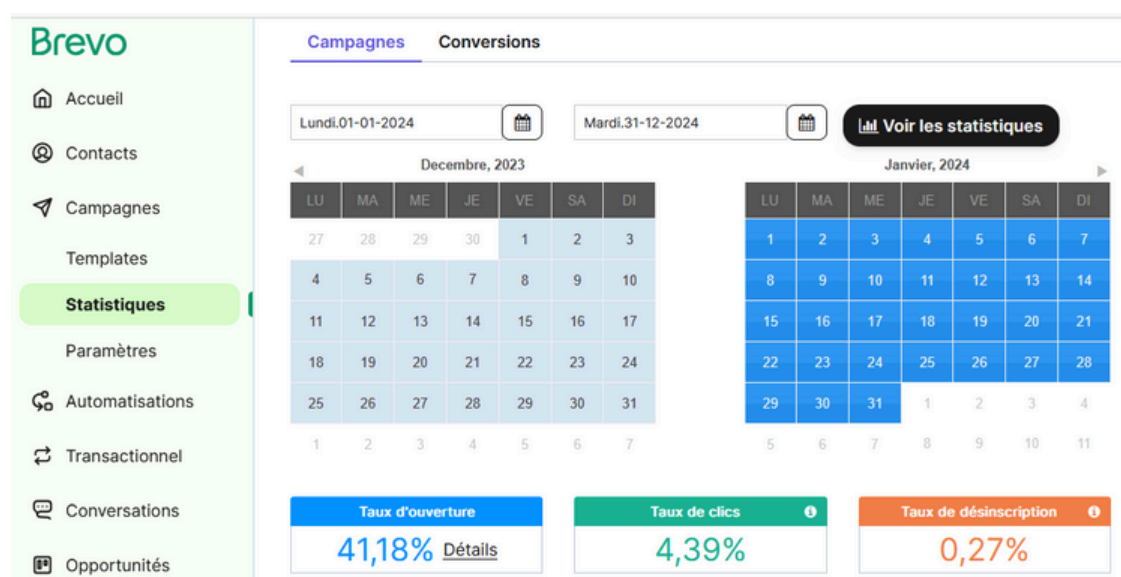 Brevo
Accueil
Contacts
Campagnes
Templates
Statistiques
Paramètres
Automatisations
Transactionnel
Conversations
Opportunités
Campagnes Conversions
Lundi.01-01-2024 Mardi.31-12-2024 Voir les statistiques
Decembre, 2023
LU MA ME JE VE SA DI
27 28 29 30 1 2 3
4 5 6 7 8 9 10
11 12 13 14 15 16 17
18 19 20 21 22 23 24
25 26 27 28 29 30 31
1 2 3 4 5 6 7
Janvier, 2024
LU MA ME JE VE SA DI
1 2 3 4 5 6 7
8 9 10 11 12 13 14
15 16 17 18 19 20 21
22 23 24 25 26 27 28
29 30 31 1 2 3 4
5 6 7 8 9 10 11
Taux d'ouverture
41,18% Détails
Taux de clics
4,39%
Taux de désinscription
0,27%